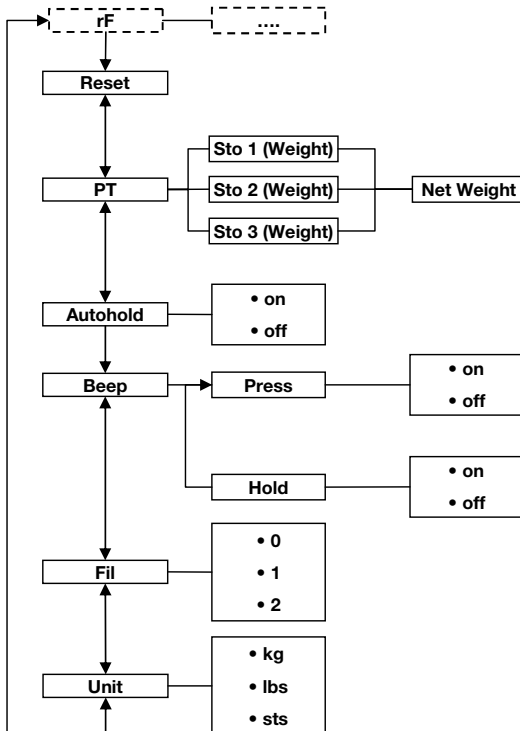 rF
....
Reset
Sto 1 (Weight)
PT
Sto 2 (Weight)
Net Weight
Sto 3 (Weight)
Autohold
• on
• off
Beep
Press
• on
• off
Hold
• on
• off
Fil
• 0
• 1
• 2
Unit
• kg
• lbs
• sts